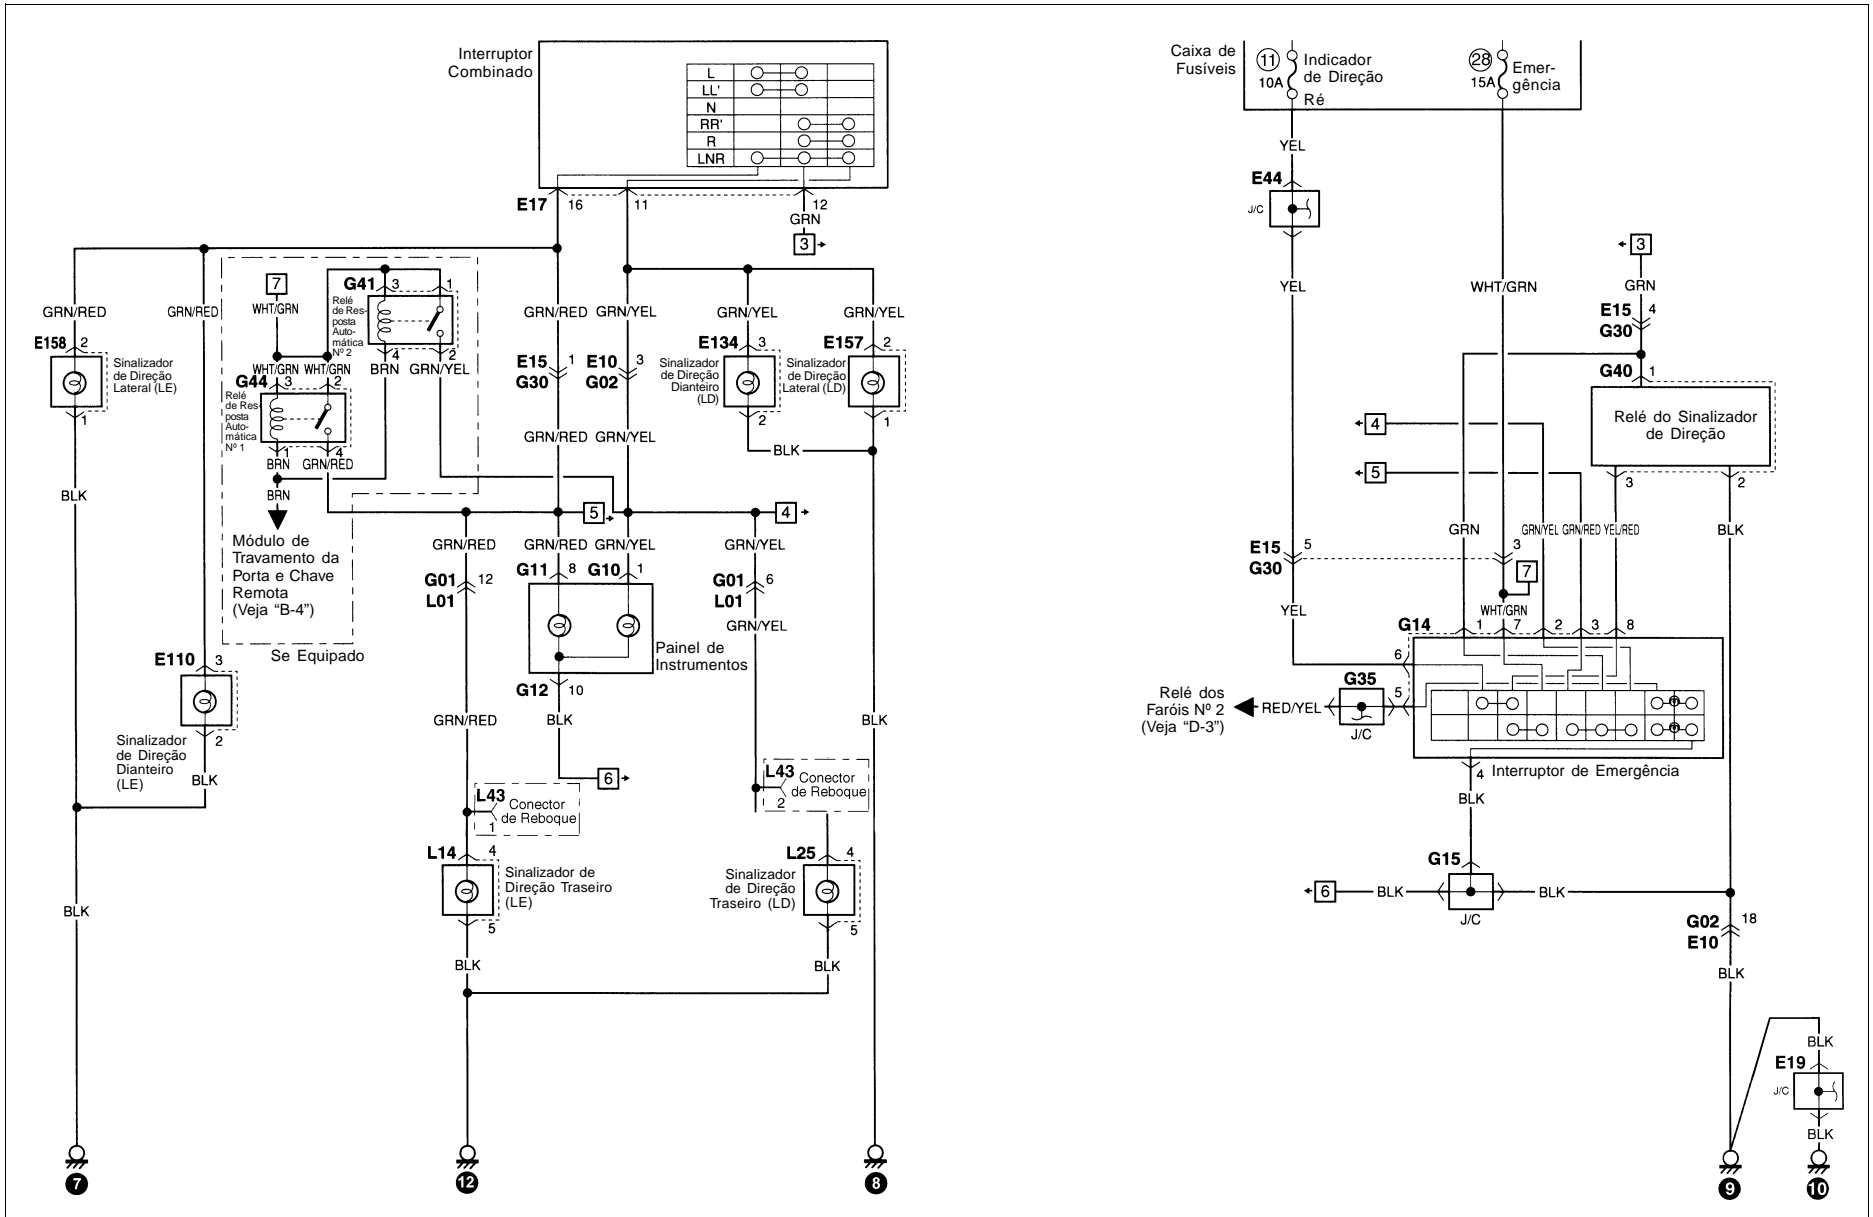 Interruptor
Combinado
L
LL'
N
RR'
R
LNR
E17
16
11
12
GRN
3
GRN/RED
GRN/RED
7
WHT/GRN
G41
3
1
Relé
de Res-
posta
Auto-
mática
Nº 2
4
2
BRN
GRN/YEL
WHT/GRN
WHT/GRN
G44
3
2
Relé
de Res-
posta
Auto-
mática
Nº 1
1
4
BRN
GRN/RED
BRN
Módulo de
Travamento da
Porta e Chave
Remota
(Veja “B-4”)
Se Equipado
E158
2
Sinalizador
de Direção
Lateral (LE)
1
BLK
E110
3
2
Sinalizador
de Direção
Dianteiro
(LE)
BLK
BLK
7
GRN/RED
GRN/YEL
GRN/YEL
GRN/YEL
E15
1
G30
E10
3
G02
E134
3
Sinalizador
de Direção
Dianteiro
(LD)
2
E157
2
Sinalizador
de Direção
Lateral (LD)
1
BLK
GRN/RED
GRN/YEL
5
4
GRN/RED
GRN/RED
GRN/YEL
GRN/YEL
G01
12
L01
G11
8
G10
1
G01
6
L01
GRN/YEL
Painel de
Instrumentos
G12
10
GRN/RED
BLK
BLK
6
L43
Conector
de Reboque
1
L43
Conector
de Reboque
2
L14
4
Sinalizador de
Direção Traseiro
(LE)
5
L25
4
Sinalizador
de Direção
Traseiro (LD)
5
BLK
BLK
12
8
Caixa de
Fusíveis
11
10A
Indicador
de Direção
Ré
28
15A
Emer-
gência
YEL
E44
J/C
YEL
WHT/GRN
3
GRN
E15
4
G30
G40
1
Relé do Sinalizador
de Direção
3
2
4
5
GRN
GRN/YEL
GRN/RED
YEL/RED
BLK
E15
5
G30
3
7
YEL
WHT/GRN
G14
1
7
2
3
8
6
G35
5
Relé dos
Faróis Nº 2
(Veja “D-3”)
RED/YEL
J/C
4
Interruptor de Emergência
BLK
G15
6
BLK
BLK
J/C
G02
18
E10
BLK
BLK
E19
J/C
BLK
9
10